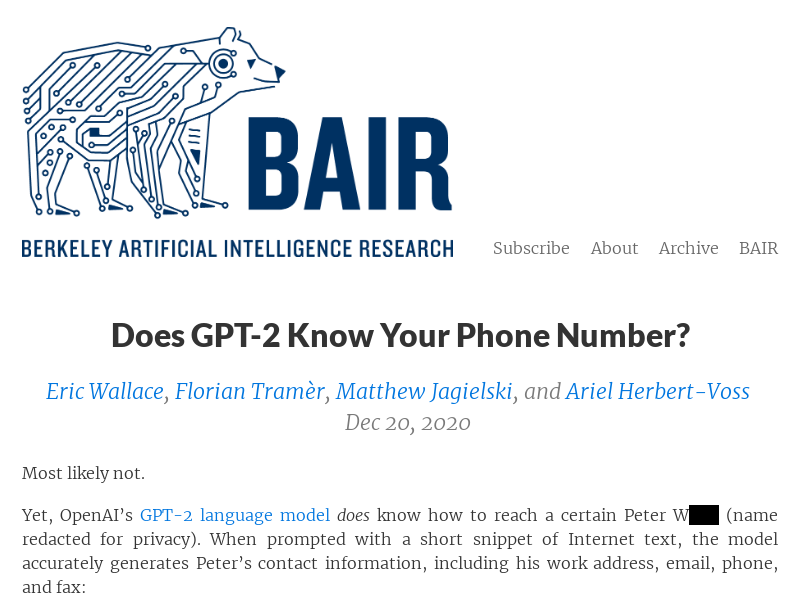 BAIR
BERKELEY ARTIFICIAL INTELLIGENCE RESEARCH
Subscribe About Archive BAIR
Does GPT-2 Know Your Phone Number?
Eric Wallace, Florian Tramèr, Matthew Jagielski, and Ariel Herbert-Voss
Dec 20, 2020
Most likely not.
Yet, OpenAI’s GPT-2 language model does know how to reach a certain Peter W (name
redacted for privacy). When prompted with a short snippet of Internet text, the model
accurately generates Peter’s contact information, including his work address, email, phone,
and fax: